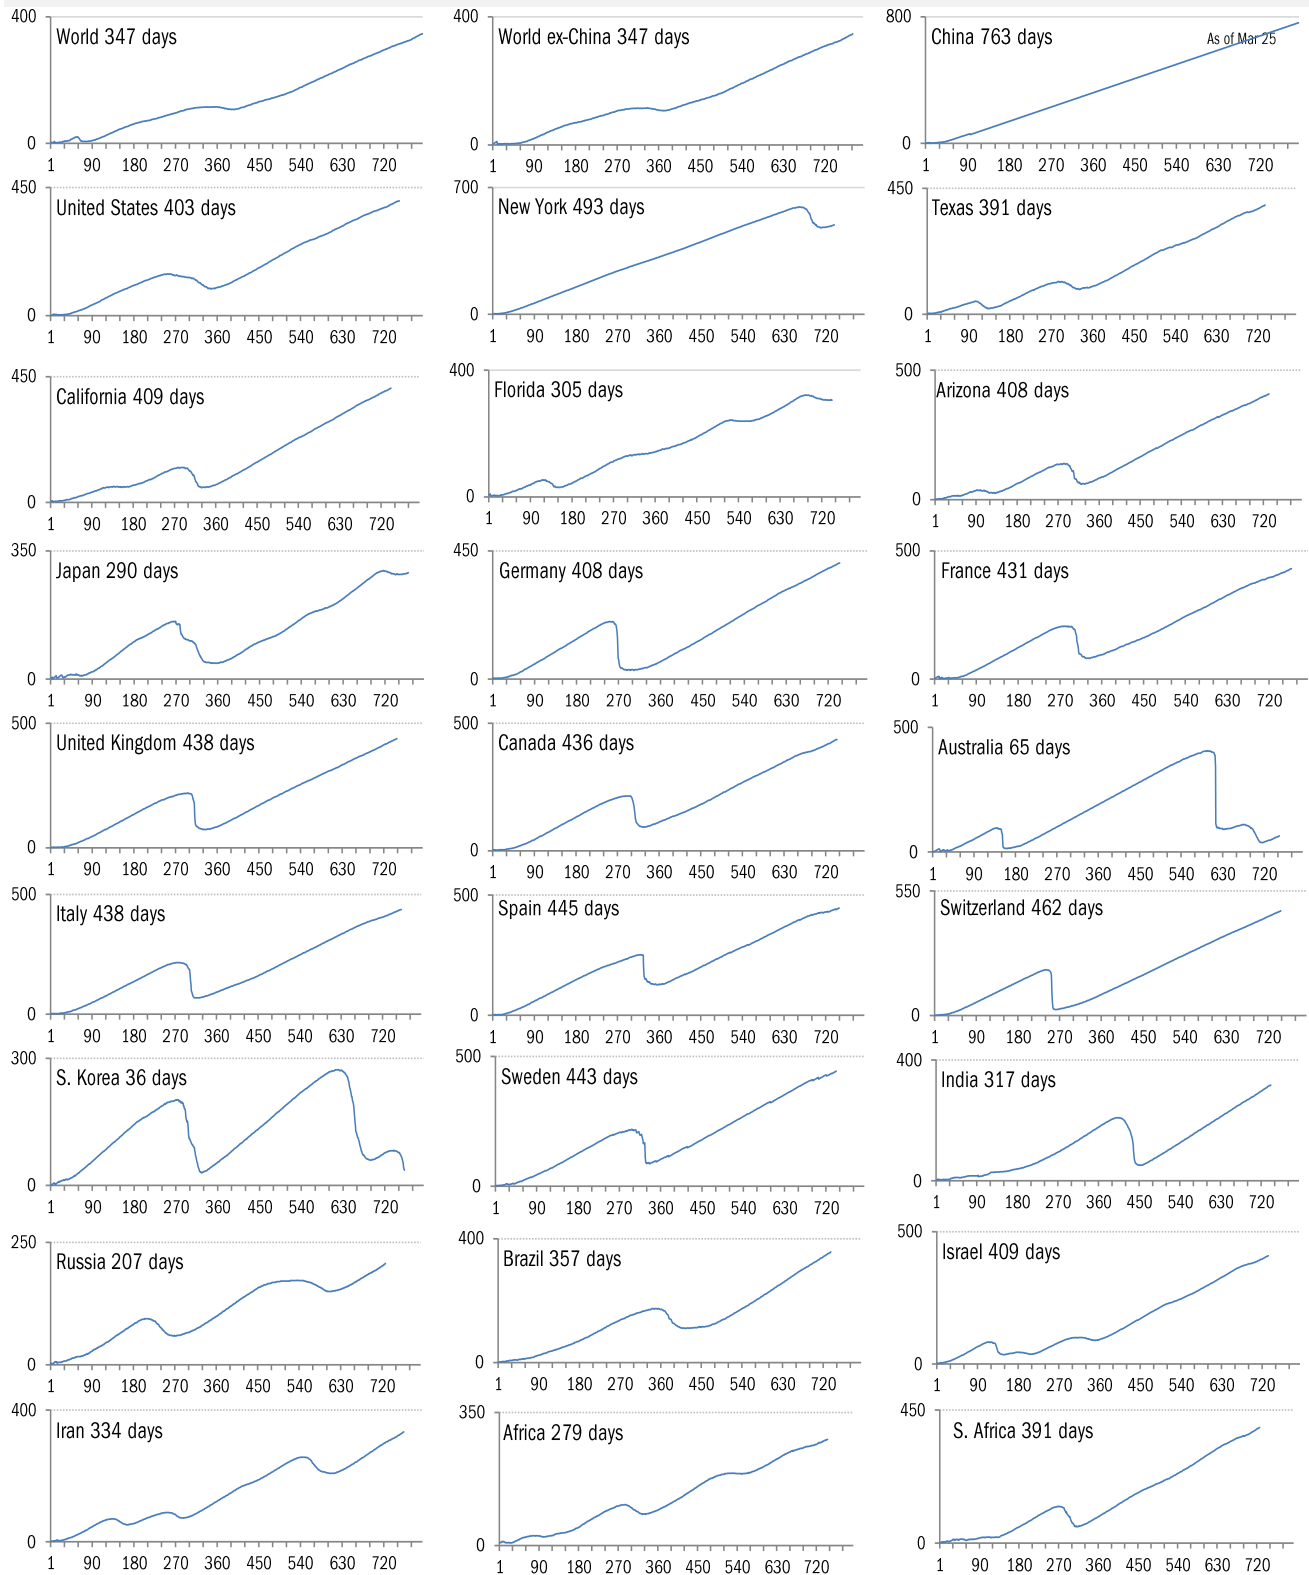 400 400 800
World 347 days World ex-China 347 days China 763 days
As of Mar 25
0 0 0
1 90 180 270 360 450 540 630 720 1 90 180 270 360 450 540 630 720 1 90 180 270 360 450 540 630 720
450 700 450
United States 403 days New York 493 days Texas 391 days
0 0 0
1 90 180 270 360 450 540 630 720 1 90 180 270 360 450 540 630 720 1 90 180 270 360 450 540 630 720
450 400 500
California 409 days Florida 305 days Arizona 408 days
0 0 0
1 90 180 270 360 450 540 630 720 1 90 180 270 360 450 540 630 720 1 90 180 270 360 450 540 630 720
350 450 500
Japan 290 days Germany 408 days France 431 days
0 0 0
1 90 180 270 360 450 540 630 720 1 90 180 270 360 450 540 630 720 1 90 180 270 360 450 540 630 720
500 500 500
United Kingdom 438 days Canada 436 days Australia 65 days
0 0 0
1 90 180 270 360 450 540 630 720 1 90 180 270 360 450 540 630 720 1 90 180 270 360 450 540 630 720
500 500 550
Italy 438 days Spain 445 days Switzerland 462 days
0 0 0
1 90 180 270 360 450 540 630 720 1 90 180 270 360 450 540 630 720 1 90 180 270 360 450 540 630 720
300 500 400
S. Korea 36 days Sweden 443 days India 317 days
0 0 0
1 90 180 270 360 450 540 630 720 1 90 180 270 360 450 540 630 720 1 90 180 270 360 450 540 630 720
250 400 500
Russia 207 days Brazil 357 days Israel 409 days
0 0 0
1 90 180 270 360 450 540 630 720 1 90 180 270 360 450 540 630 720 1 90 180 270 360 450 540 630 720
400 350 450
Iran 334 days Africa 279 days S. Africa 391 days
0 0 0
1 90 180 270 360 450 540 630 720 1 90 180 270 360 450 540 630 720 1 90 180 270 360 450 540 630 720